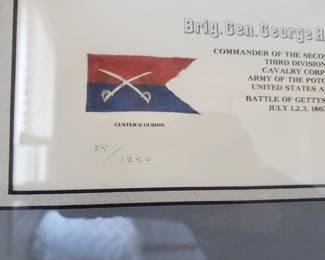 Brig. Gen. George A
COMMANDER OF THE SECO
THIRD DIVISION
CAVALRY CORP
ARMY OF THE POTO
UNITED STATES A
BATTLE OF GETTYS
JULY 1,2,3, 186
CUSTER'S GUIDON
35/1250